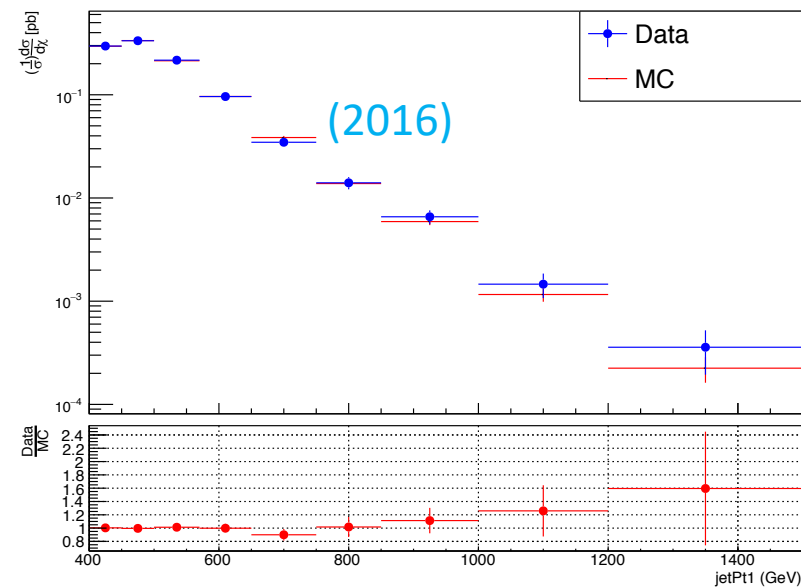 (1/σ) dσ/dχ [pb]
Data
MC
(2016)
10⁻¹
10⁻²
10⁻³
10⁻⁴
Data/MC
2.4
2.2
2
1.8
1.6
1.4
1.2
1
0.8
400 600 800 1000 1200 1400
jetPt1 (GeV)